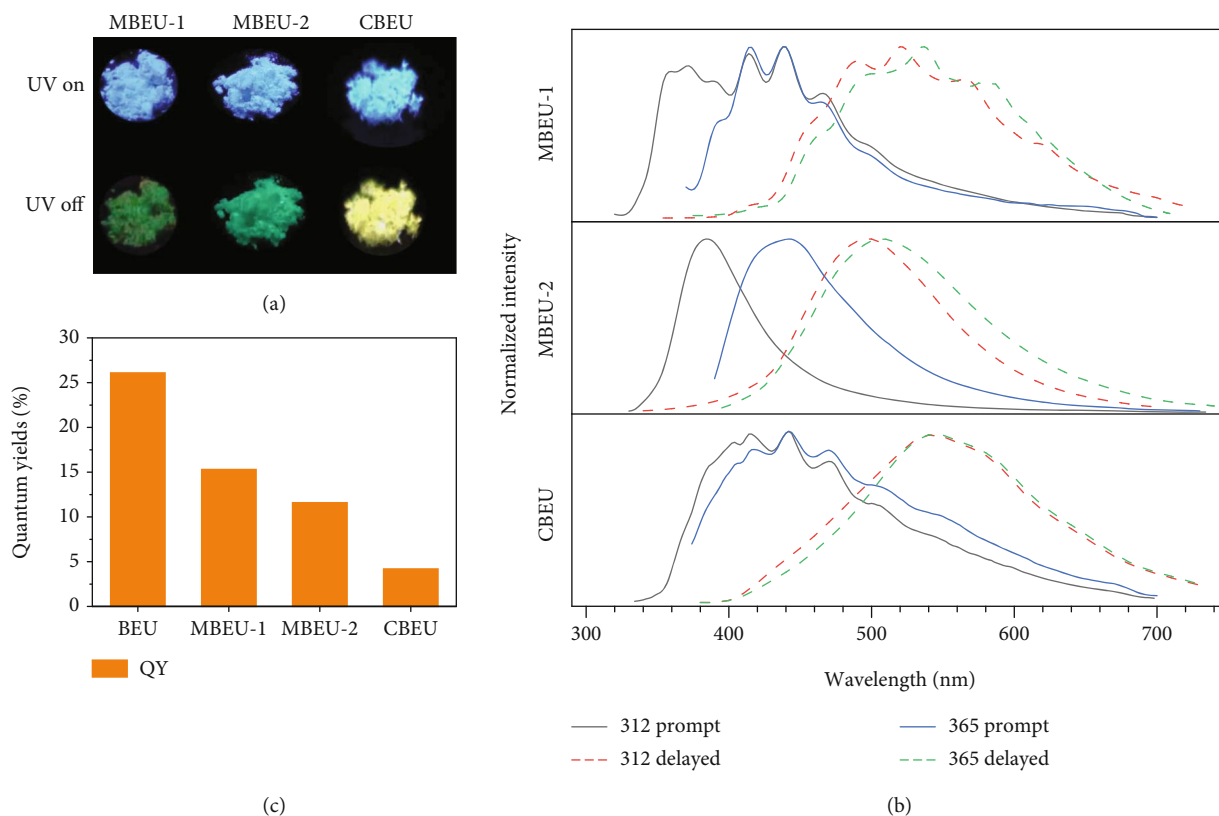 MBEU-1 MBEU-2 CBEU
UV on
UV off
(a)
Quantum yields (%)
30
25
20
15
10
5
0
BEU MBEU-1 MBEU-2 CBEU
QY
(c)
Normalized intensity
MBEU-1
MBEU-2
CBEU
300 400 500 600 700
Wavelength (nm)
312 prompt 365 prompt
312 delayed 365 delayed
(b)